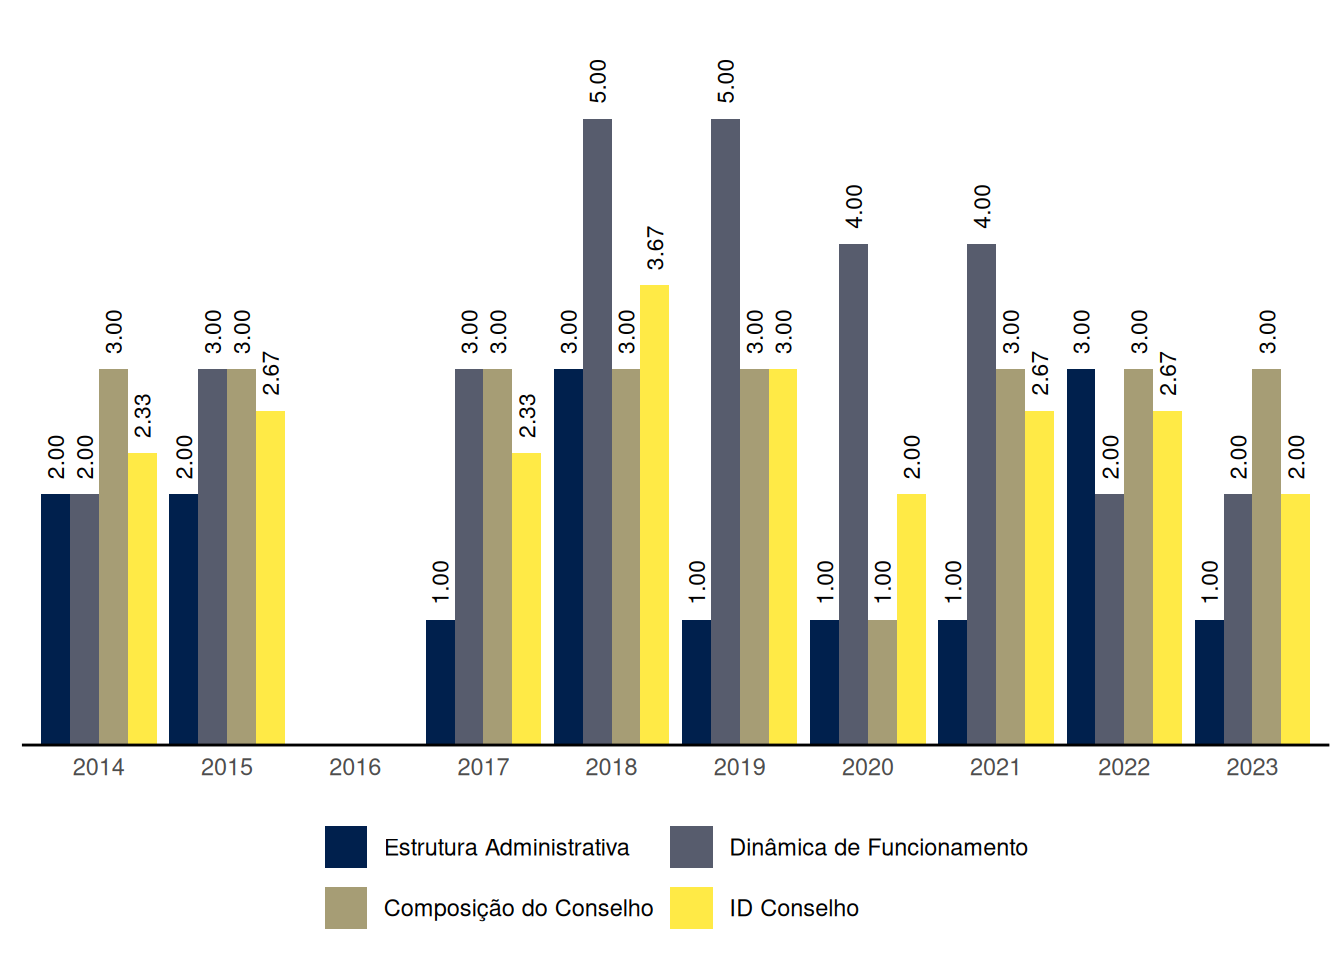 5.00 5.00
4.00 4.00
3.67
3.00 3.00 3.00 3.00 3.00 3.00 3.00 3.00 3.00 3.00 3.00 3.00 3.00
2.67 2.67 2.67
2.33 2.33
2.00 2.00 2.00 2.00 2.00 2.00 2.00
1.00 1.00 1.00 1.00 1.00 1.00
2014 2015 2016 2017 2018 2019 2020 2021 2022 2023
Estrutura Administrativa Dinâmica de Funcionamento
Composição do Conselho ID Conselho